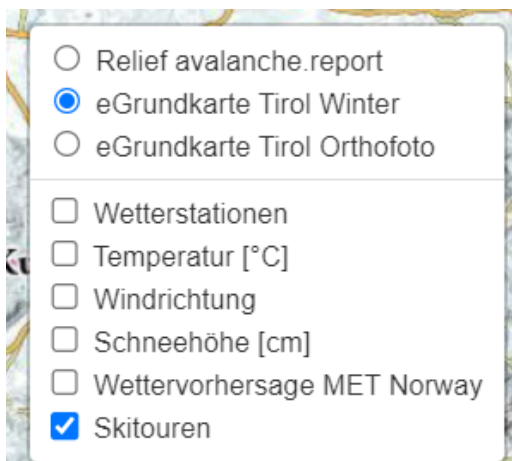 Relief avalanche.report
eGrundkarte Tirol Winter
eGrundkarte Tirol Orthofoto
Wetterstationen
Temperatur [°C]
Windrichtung
Schneehöhe [cm]
Wettervorhersage MET Norway
Skitouren